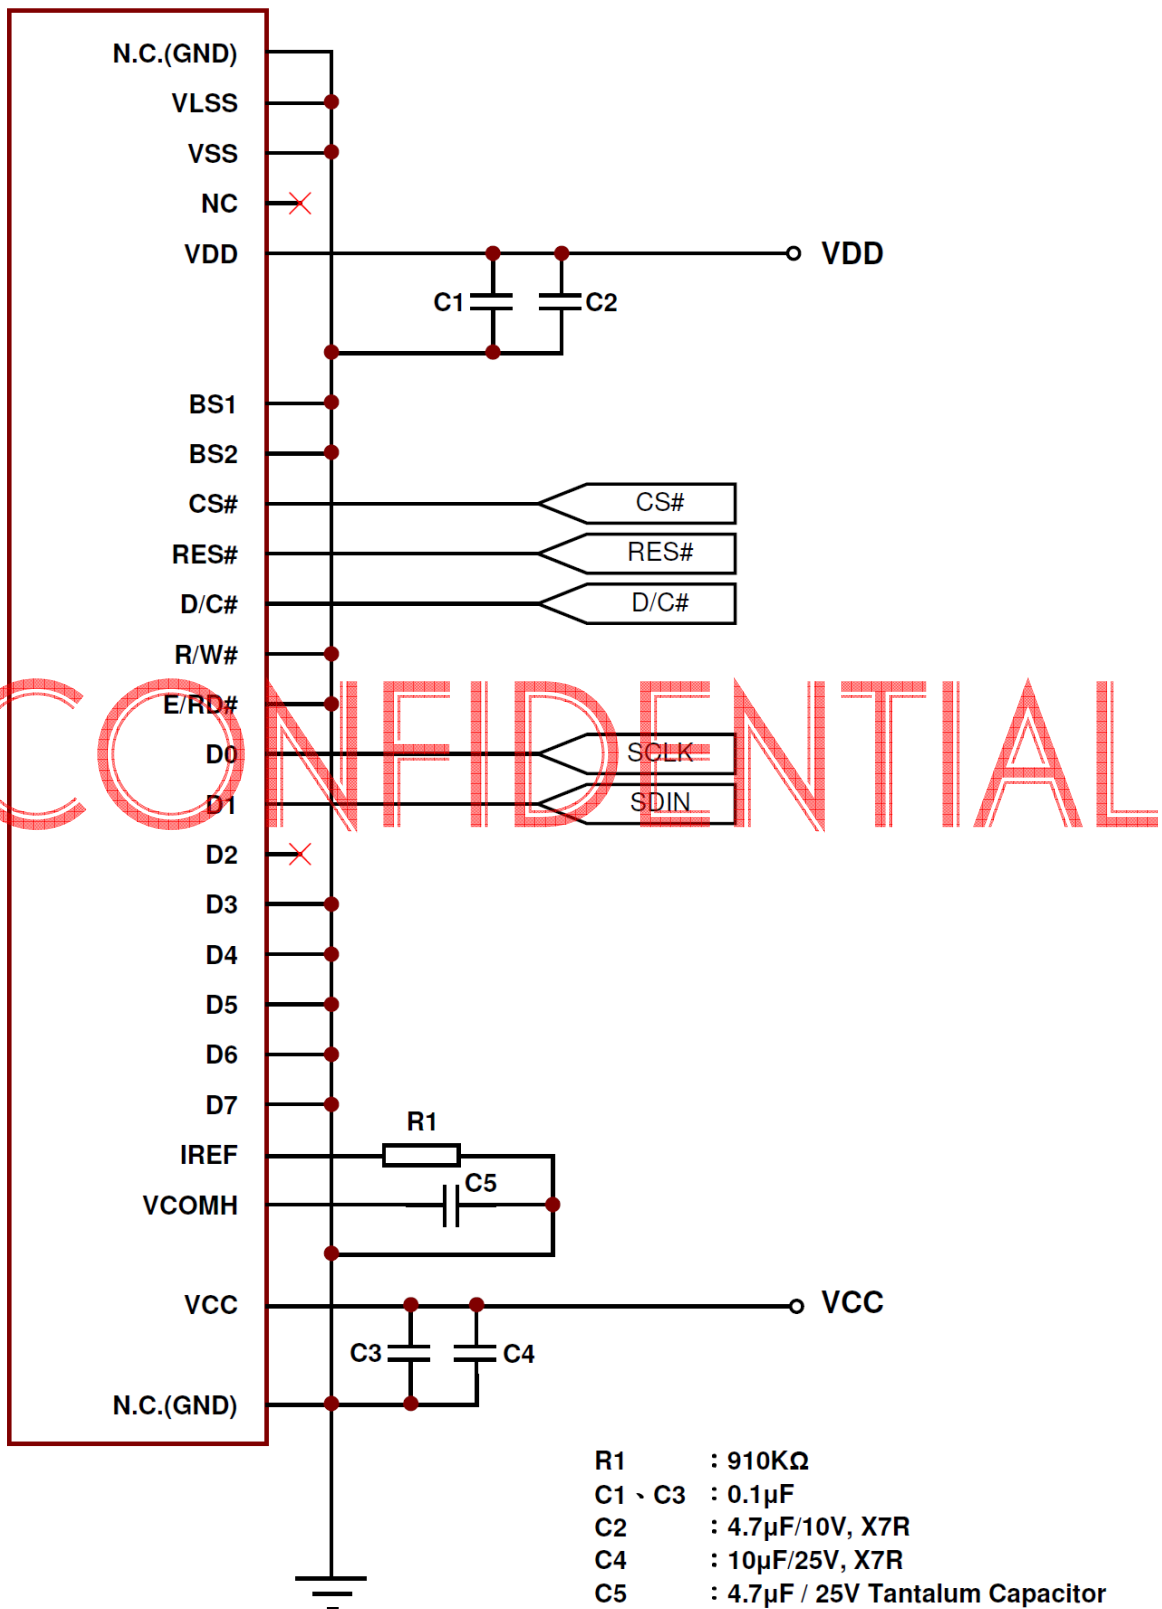 N.C.(GND)
VLSS
VSS
NC
VDD
VDD
C1
C2
BS1
BS2
CS#
CS#
RES#
RES#
D/C#
D/C#
R/W#
E/RD#
CONFIDENTIAL
D0
SCLK
D1
SDIN
D2
D3
D4
D5
D6
D7
R1
IREF
C5
VCOMH
VCC
VCC
C3
C4
N.C.(GND)
R1 : 910KΩ
C1、C3 : 0.1µF
C2 : 4.7µF/10V, X7R
C4 : 10µF/25V, X7R
C5 : 4.7µF / 25V Tantalum Capacitor